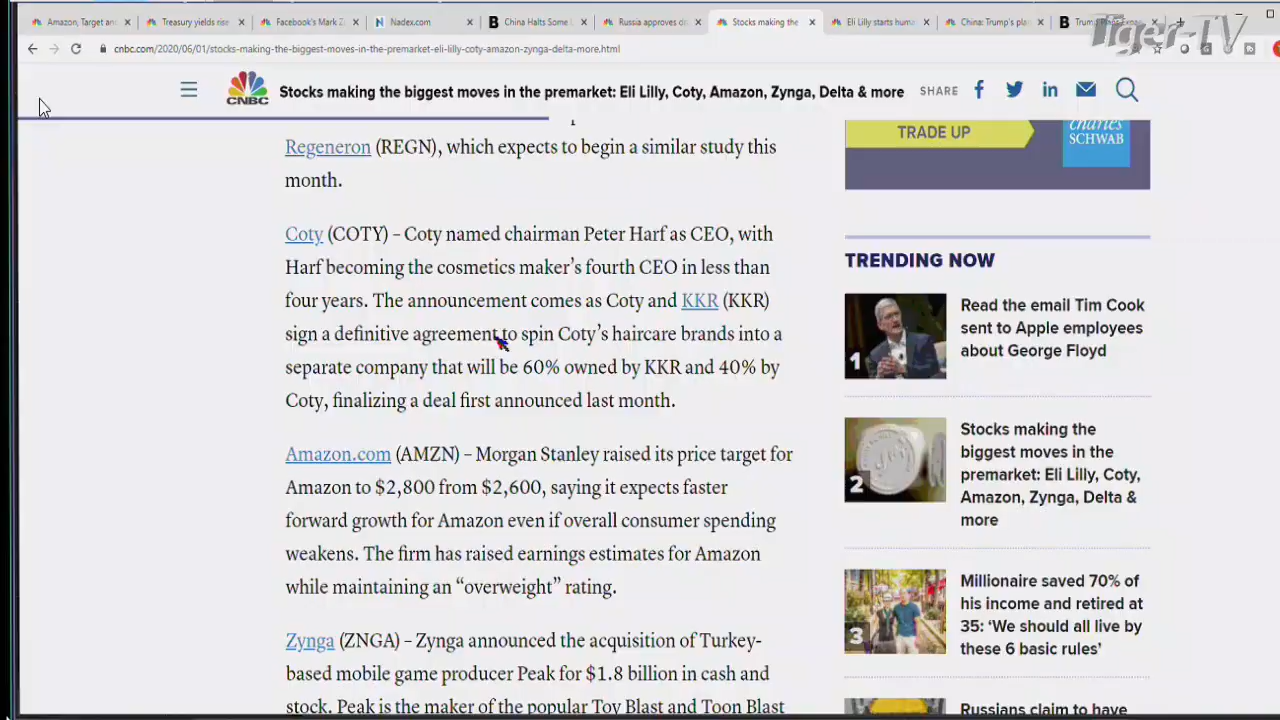 Amazon, Target an
Treasury yields rise
Facebook's Mark Z
Nadex.com
China Halts Some
Russia approves
Stocks making the
Eli Lilly starts hum
China: Trump's pla
Tiger-TV
cnbc.com/2020/06/01/stocks-making-the-biggest-moves-in-the-premarket-eli-lilly-coty-amazon-zynga-delta-more.html
CNBC
Stocks making the biggest moves in the premarket: Eli Lilly, Coty, Amazon, Zynga, Delta & more
SHARE
Regeneron (REGN), which expects to begin a similar study this
month.
Coty (COTY) – Coty named chairman Peter Harf as CEO, with
Harf becoming the cosmetics maker's fourth CEO in less than
four years. The announcement comes as Coty and KKR (KKR)
sign a definitive agreement to spin Coty's haircare brands into a
separate company that will be 60% owned by KKR and 40% by
Coty, finalizing a deal first announced last month.
Amazon.com (AMZN) – Morgan Stanley raised its price target for
Amazon to $2,800 from $2,600, saying it expects faster
forward growth for Amazon even if overall consumer spending
weakens. The firm has raised earnings estimates for Amazon
while maintaining an “overweight” rating.
Zynga (ZNGA) – Zynga announced the acquisition of Turkey-
based mobile game producer Peak for $1.8 billion in cash and
stock. Peak is the maker of the popular Toy Blast and Toon Blast
TRADE UP
charles
SCHWAB
TRENDING NOW
1
Read the email Tim Cook
sent to Apple employees
about George Floyd
2
Stocks making the
biggest moves in the
premarket: Eli Lilly, Coty,
Amazon, Zynga, Delta &
more
3
Millionaire saved 70% of
his income and retired at
35: ‘We should all live by
these 6 basic rules’
Russians claim to have